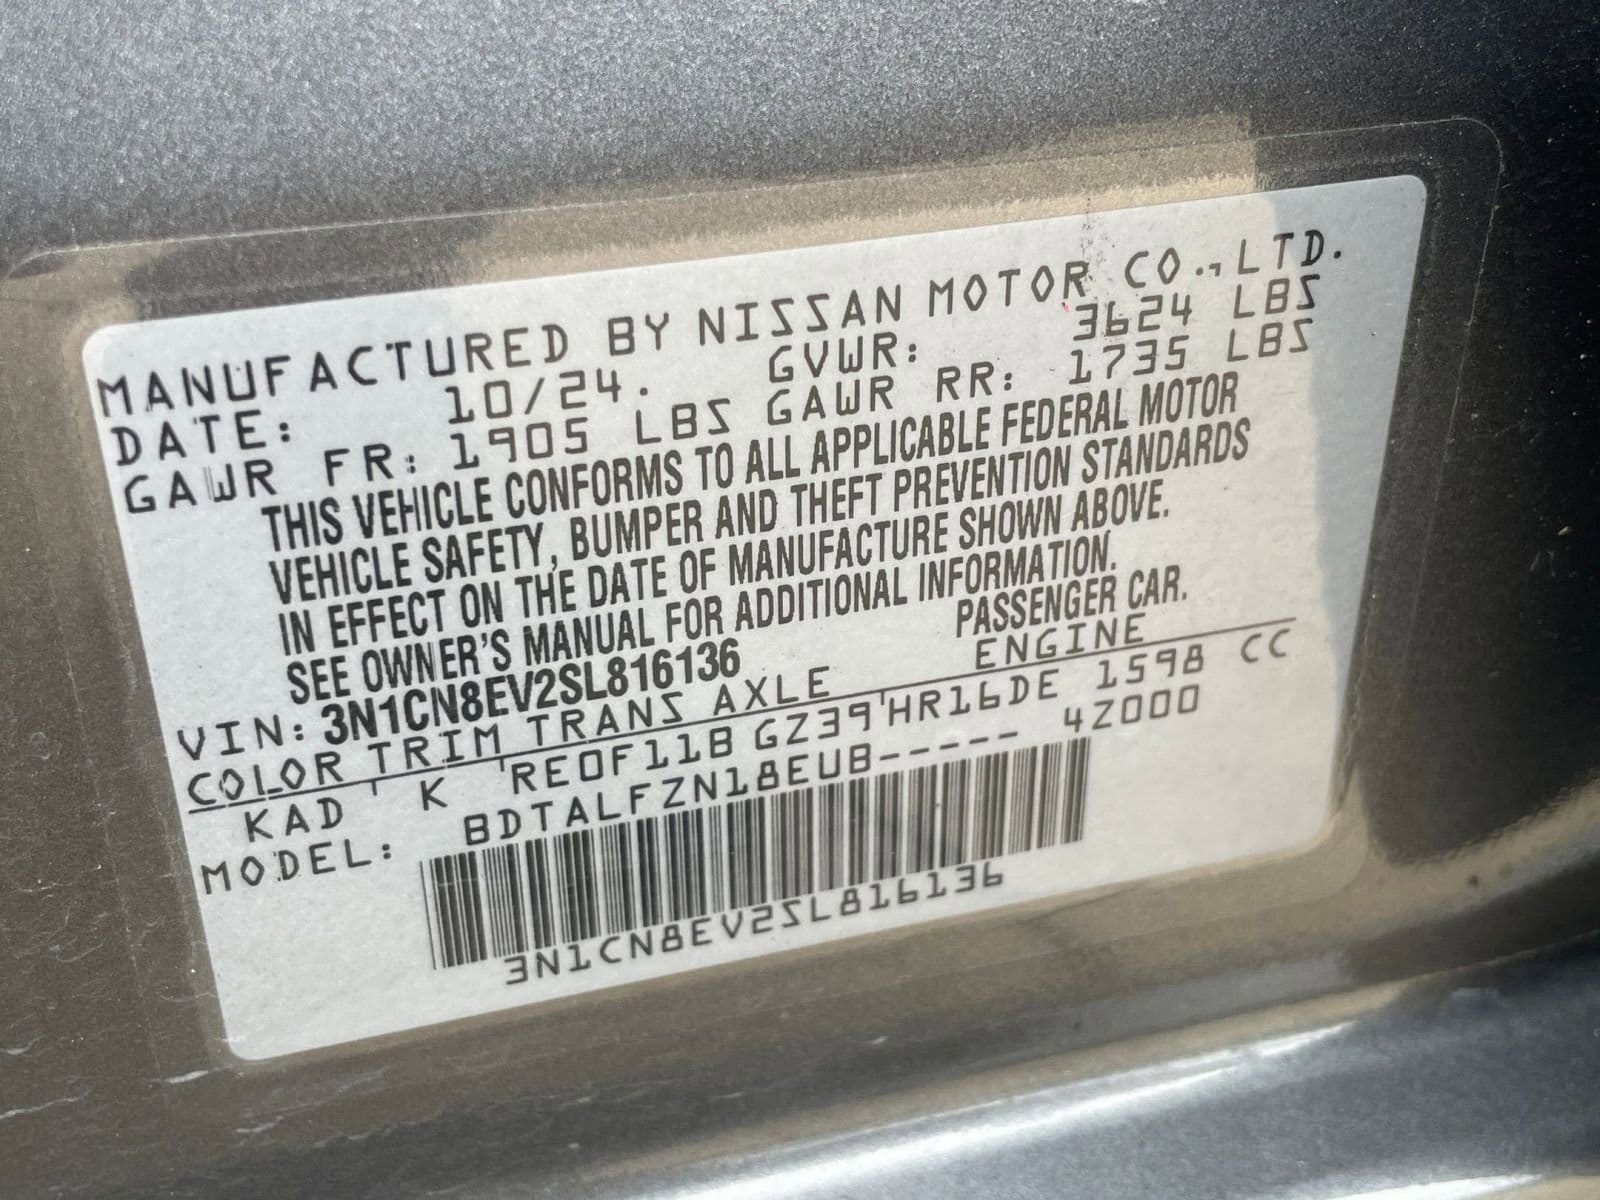 MANUFACTURED BY NISSAN MOTOR CO., LTD.
DATE: 10/24. GVWR: 3624 LBS
GAWR FR: 1905 LBS GAWR RR: 1735 LBS
THIS VEHICLE CONFORMS TO ALL APPLICABLE FEDERAL MOTOR
VEHICLE SAFETY, BUMPER AND THEFT PREVENTION STANDARDS
IN EFFECT ON THE DATE OF MANUFACTURE SHOWN ABOVE.
SEE OWNER'S MANUAL FOR ADDITIONAL INFORMATION.
VIN: 3N1CN8EV2SL816136 PASSENGER CAR.
COLOR TRIM TRANS AXLE ENGINE
KAD K RE0F11B GZ39 HR16DE 1598 CC
MODEL: BDTALFZN18EUB----- 4Z000
3N1CN8EV2SL816136